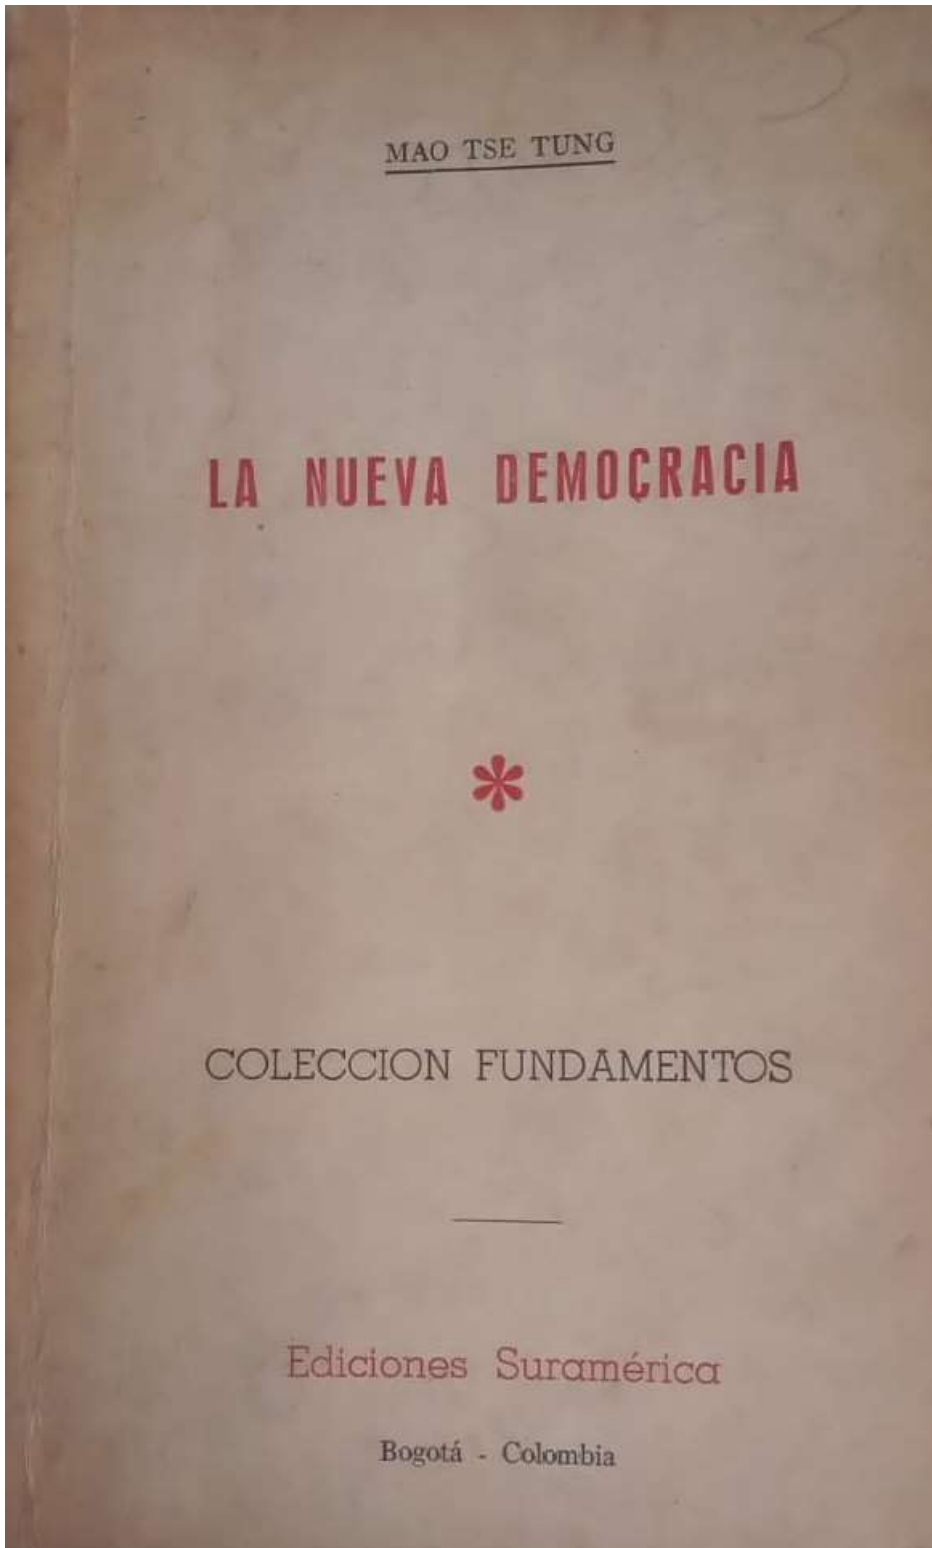 MAO TSE TUNG
LA NUEVA DEMOCRACIA
*
COLECCION FUNDAMENTOS
Ediciones Suramérica
Bogotá - Colombia